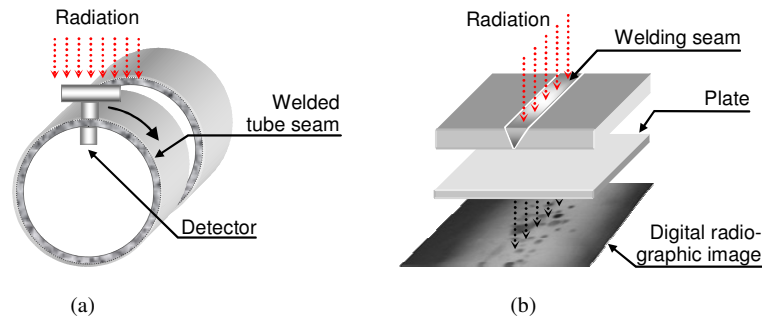 Radiation
Welded
tube seam
Detector
(a)
Radiation
Welding seam
Plate
Digital radio-
graphic image
(b)